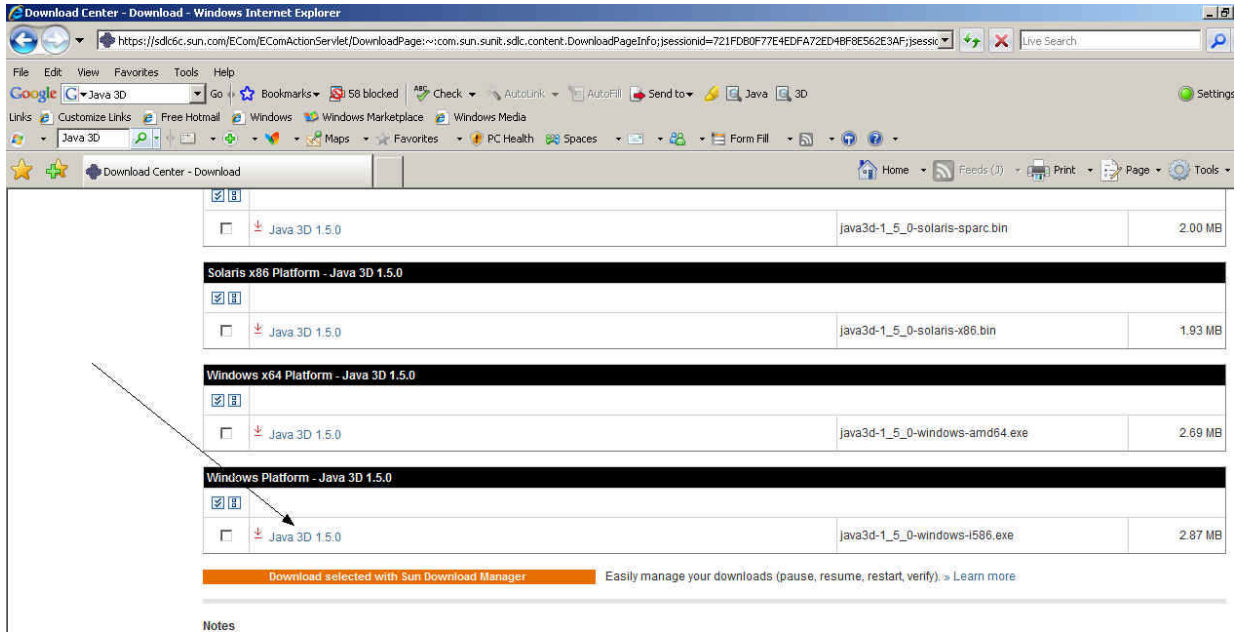 Download Center - Download - Windows Internet Explorer
https://sdlc6c.sun.com/ECom/EComActionServlet/DownloadPage:~:com.sun.sunit.sdlc.content.DownloadPageInfo;jsessionid=721FDB0F77E4EDFA72ED4BF8E562E3AF;jsessic
Live Search
File Edit View Favorites Tools Help
Google G Java 3D Go Bookmarks 58 blocked ABC Check AutoLink AutoFill Send to Java 3D Settings
Links Customize Links Free Hotmail Windows Windows Marketplace Windows Media
Java 3D Maps Favorites PC Health Spaces Form Fill
Download Center - Download Home Feeds (J) Print Page Tools
Java 3D 1.5.0 java3d-1_5_0-solaris-sparc.bin 2.00 MB
Solaris x86 Platform - Java 3D 1.5.0
Java 3D 1.5.0 java3d-1_5_0-solaris-x86.bin 1.93 MB
Windows x64 Platform - Java 3D 1.5.0
Java 3D 1.5.0 java3d-1_5_0-windows-amd64.exe 2.69 MB
Windows Platform - Java 3D 1.5.0
Java 3D 1.5.0 java3d-1_5_0-windows-i586.exe 2.87 MB
Download selected with Sun Download Manager Easily manage your downloads (pause, resume, restart, verify). » Learn more
Notes